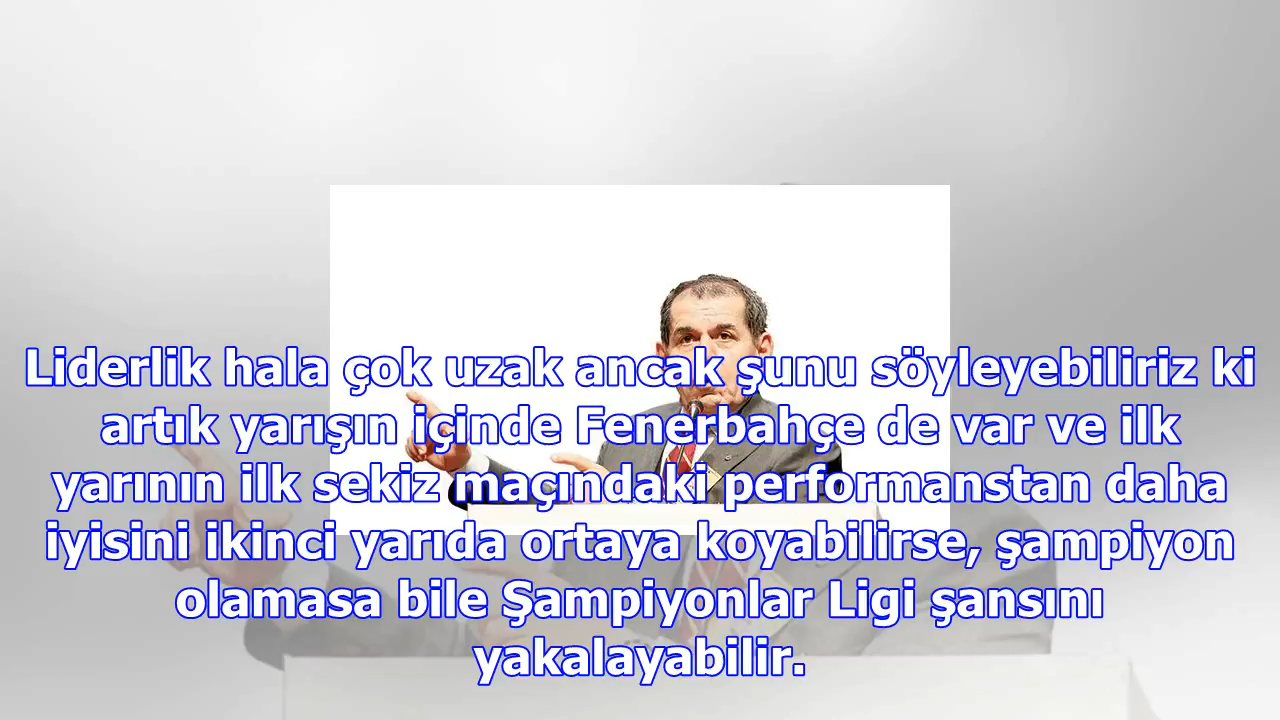 Liderlik hala çok uzak ancak şunu söyleyebiliriz ki
artık yarışın içinde Fenerbahçe de var ve ilk
yarının ilk sekiz maçındaki performanstan daha
iyisini ikinci yarıda ortaya koyabilirse, şampiyon
olamasa bile Şampiyonlar Ligi şansını
yakalayabilir.